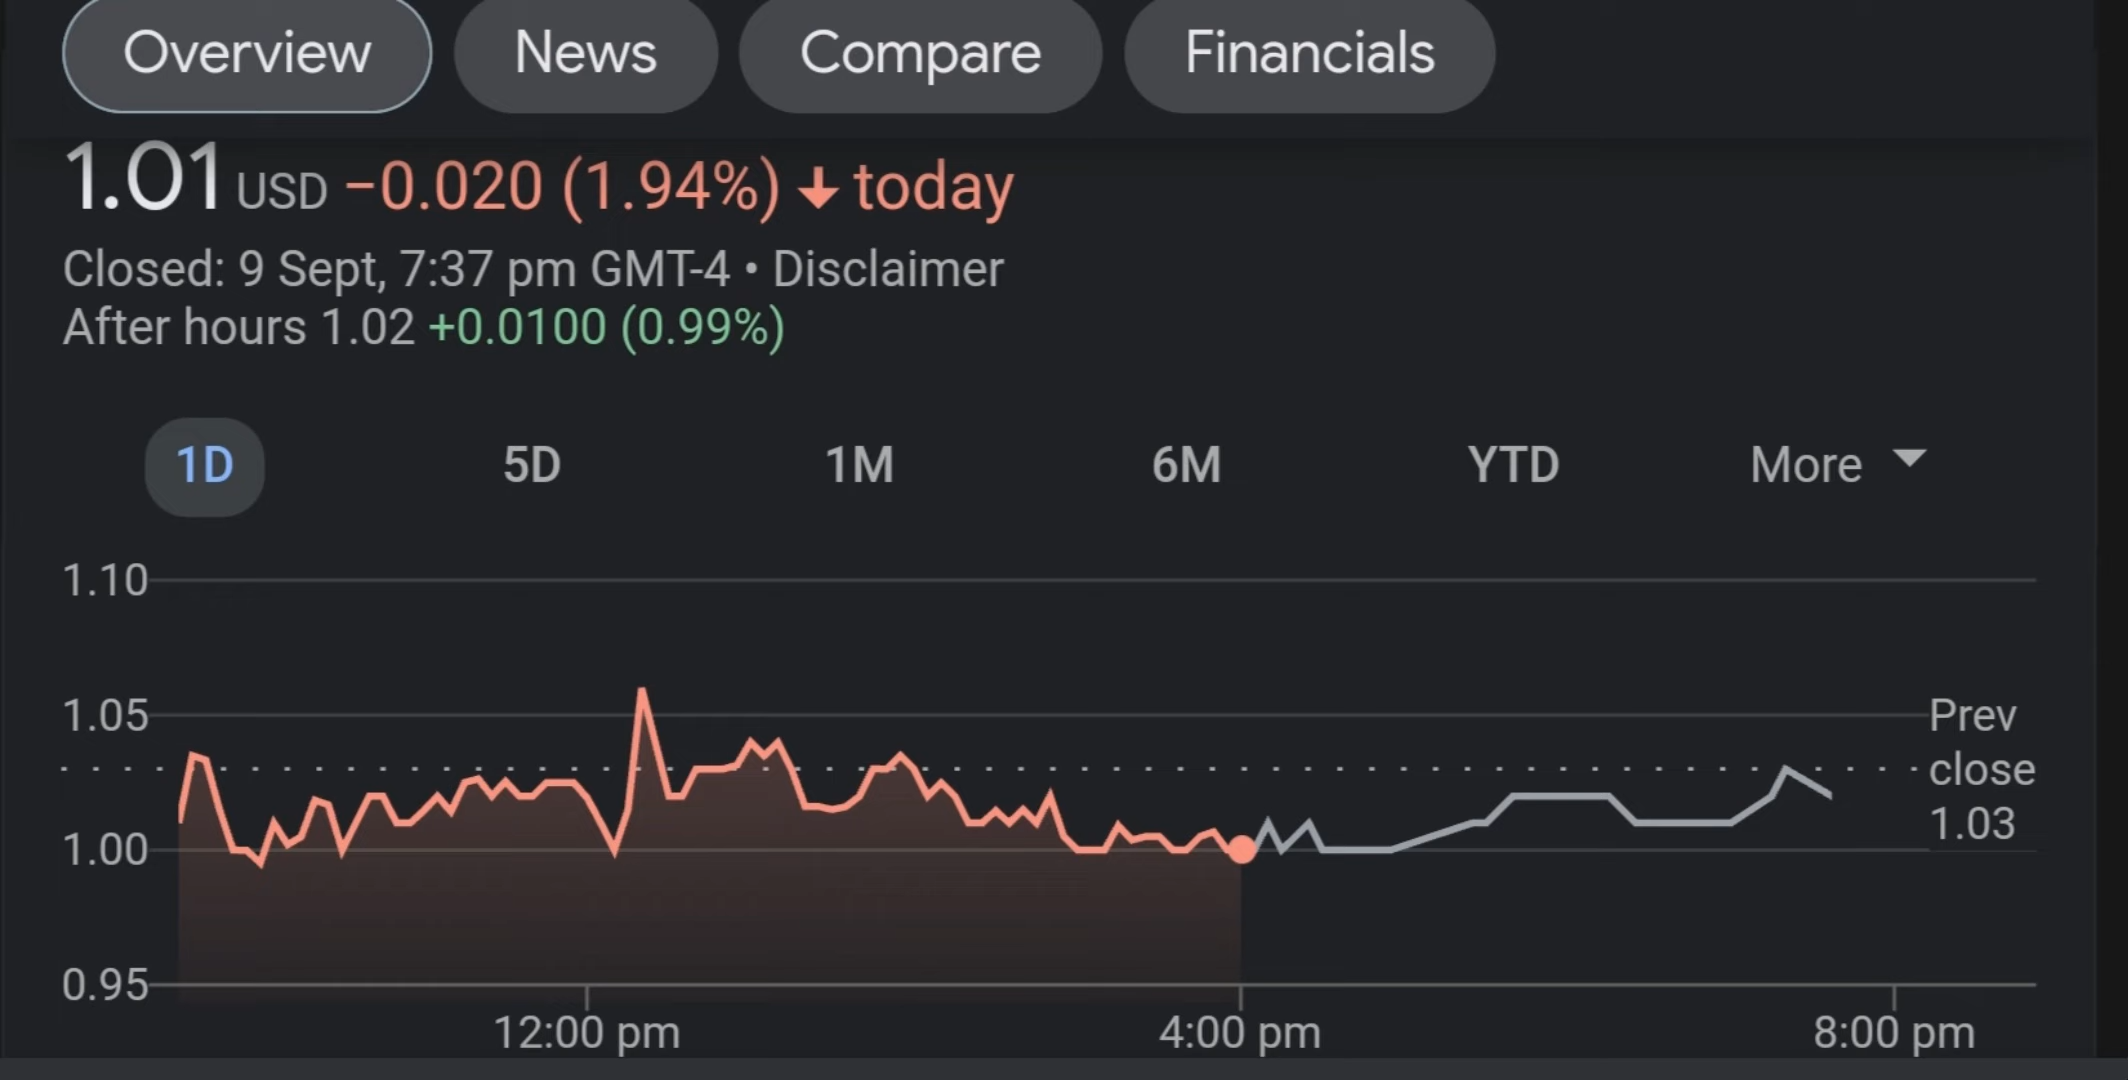 Overview News Compare Financials
1.01 USD −0.020 (1.94%) ↓ today
Closed: 9 Sept, 7:37 pm GMT-4 • Disclaimer
After hours 1.02 +0.0100 (0.99%)
1D 5D 1M 6M YTD More
1.10
1.05
Prev
close
1.03
1.00
0.95
12:00 pm 4:00 pm 8:00 pm